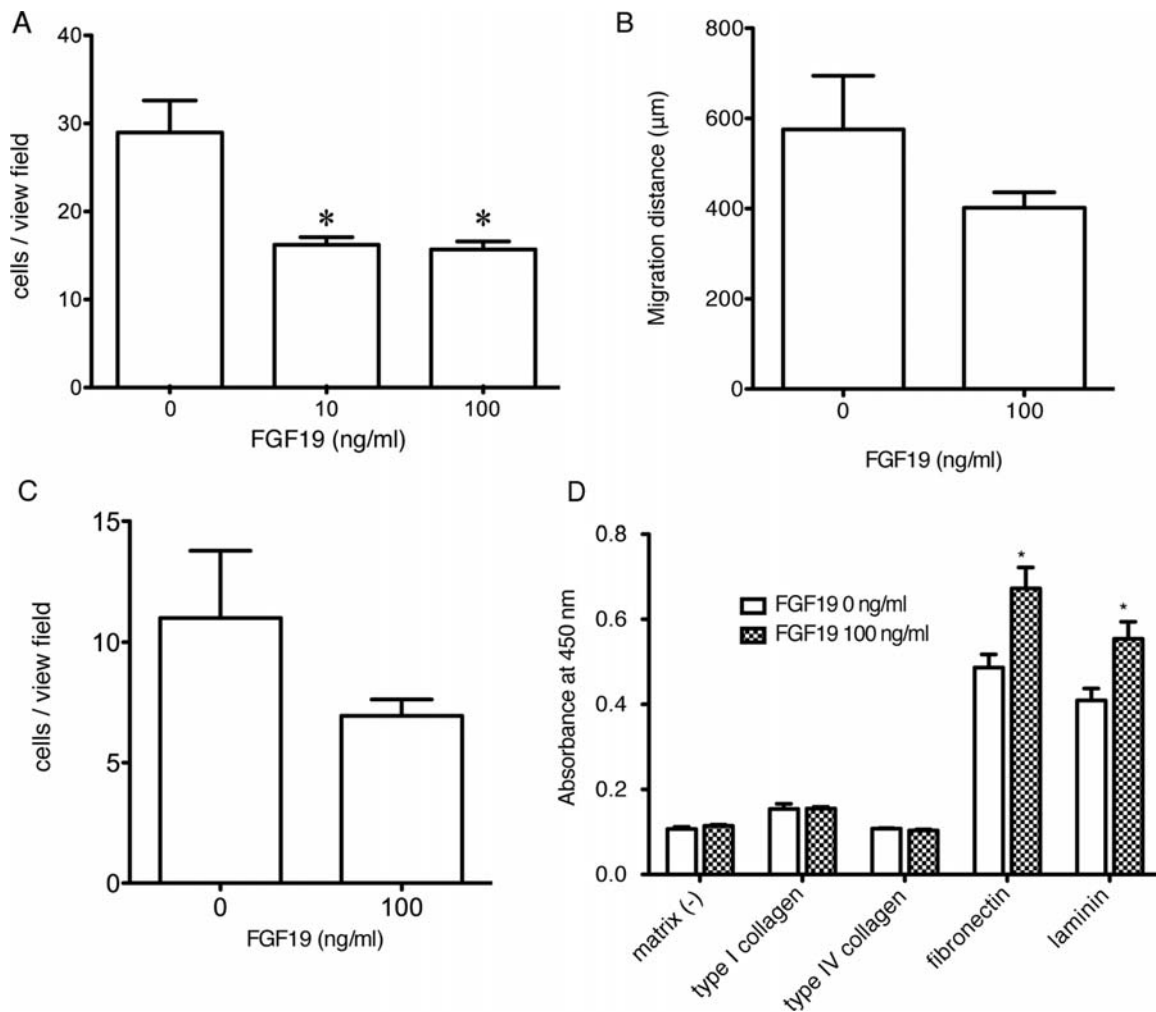 A
40
30
20
10
0
cells / view field
*
*
0 10 100
FGF19 (ng/ml)
B
800
600
400
200
0
Migration distance (µm)
0 100
FGF19 (ng/ml)
C
15
10
5
0
cells / view field
0 100
FGF19 (ng/ml)
D
0.8
0.6
0.4
0.2
0.0
Absorbance at 450 nm
FGF19 0 ng/ml
FGF19 100 ng/ml
*
*
matrix (-)
type I collagen
type IV collagen
fibronectin
laminin